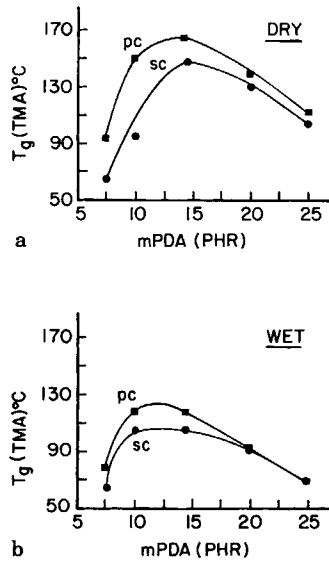 170
130
90
50
Tg(TMA)°C
pc
sc
DRY
5 10 15 20 25
mPDA (PHR)
a
170
130
90
50
Tg(TMA)°C
pc
sc
WET
5 10 15 20 25
mPDA (PHR)
b